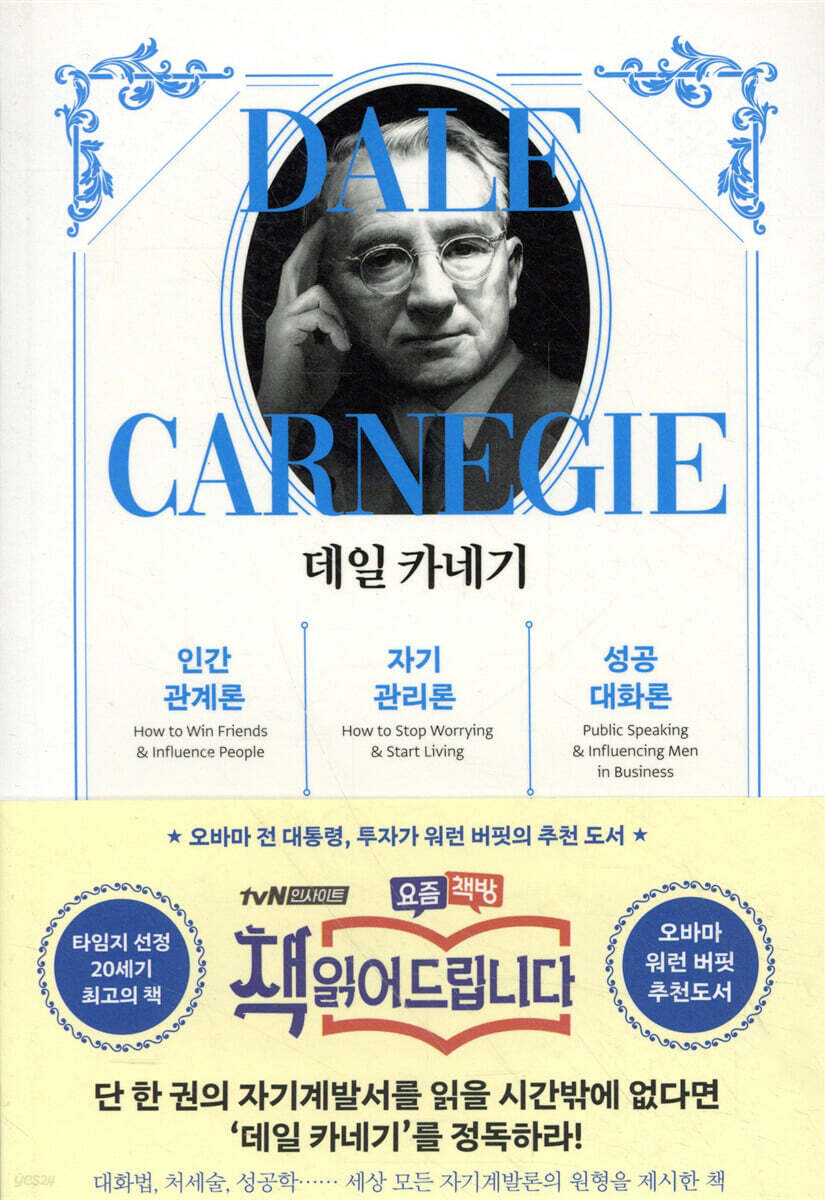 DALE
CARNEGIE
데일 카네기
인간
관계론
How to Win Friends
& Influence People
자기
관리론
How to Stop Worrying
& Start Living
성공
대화론
Public Speaking
& Influencing Men
in Business
★ 오바마 전 대통령, 투자가 워런 버핏의 추천 도서 ★
tvN 인사이트
요즘책방
책 읽어드립니다
타임지 선정
20세기
최고의 책
오바마
워런 버핏
추천도서
단 한 권의 자기계발서를 읽을 시간밖에 없다면
‘데일 카네기’를 정독하라!
대화법, 처세술, 성공학…… 세상 모든 자기계발론의 원형을 제시한 책
yes24